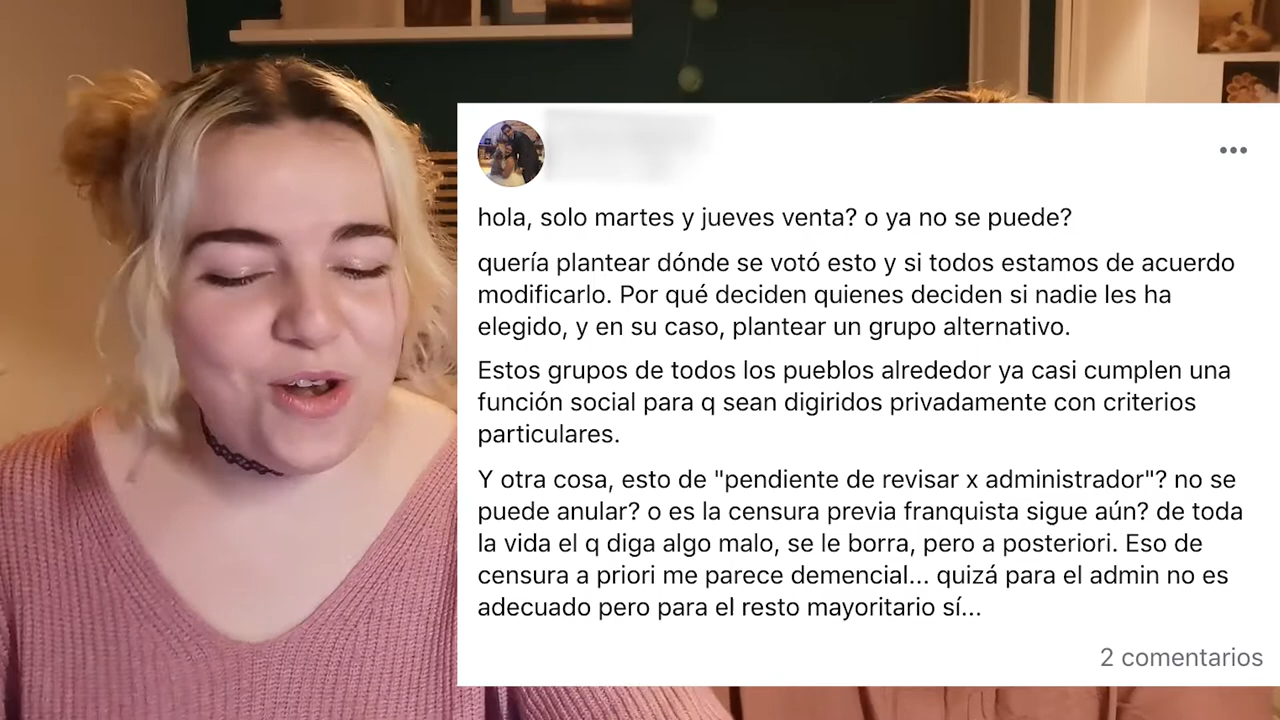 hola, solo martes y jueves venta? o ya no se puede?
quería plantear dónde se votó esto y si todos estamos de acuerdo
modificarlo. Por qué deciden quienes deciden si nadie les ha
elegido, y en su caso, plantear un grupo alternativo.
Estos grupos de todos los pueblos alrededor ya casi cumplen una
función social para q sean digiridos privadamente con criterios
particulares.
Y otra cosa, esto de "pendiente de revisar x administrador"? no se
puede anular? o es la censura previa franquista sigue aún? de toda
la vida el q diga algo malo, se le borra, pero a posteriori. Eso de
censura a priori me parece demencial... quizá para el admin no es
adecuado pero para el resto mayoritario sí...
2 comentarios